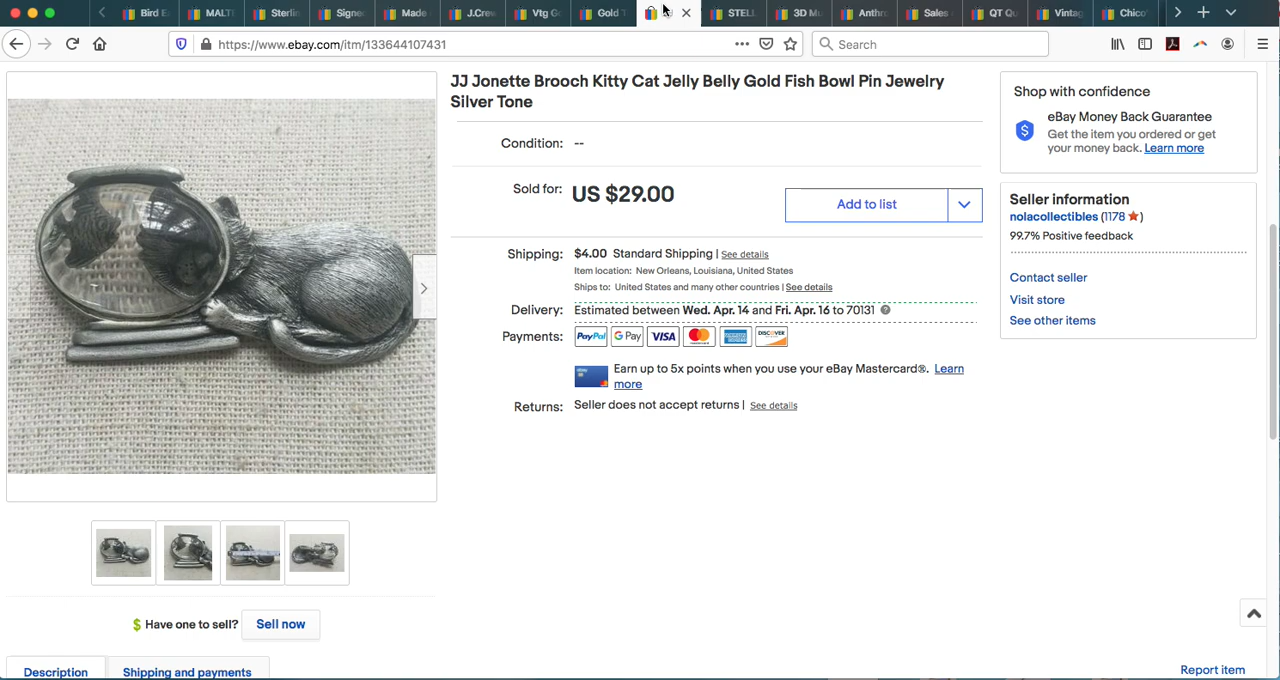 Bird E
MALT
Sterlin
Signe
Made
J.Crew
Vtg G
Gold T
STELL
3D Mu
Anthr
Sales
QT Qu
Vintag
Chico'
https://www.ebay.com/itm/133644107431
Search
JJ Jonette Brooch Kitty Cat Jelly Belly Gold Fish Bowl Pin Jewelry
Silver Tone
Condition: --
Sold for: US $29.00
Add to list
Shipping: $4.00 Standard Shipping | See details
Item location: New Orleans, Louisiana, United States
Ships to: United States and many other countries | See details
Delivery: Estimated between Wed. Apr. 14 and Fri. Apr. 16 to 70131
Payments: PayPal G Pay VISA DISCOVER
Earn up to 5x points when you use your eBay Mastercard®. Learn
more
Returns: Seller does not accept returns | See details
Shop with confidence
eBay Money Back Guarantee
Get the item you ordered or get
your money back. Learn more
Seller information
nolacollectibles (1178 ★)
99.7% Positive feedback
Contact seller
Visit store
See other items
Have one to sell? Sell now
Description
Shipping and payments
Report item